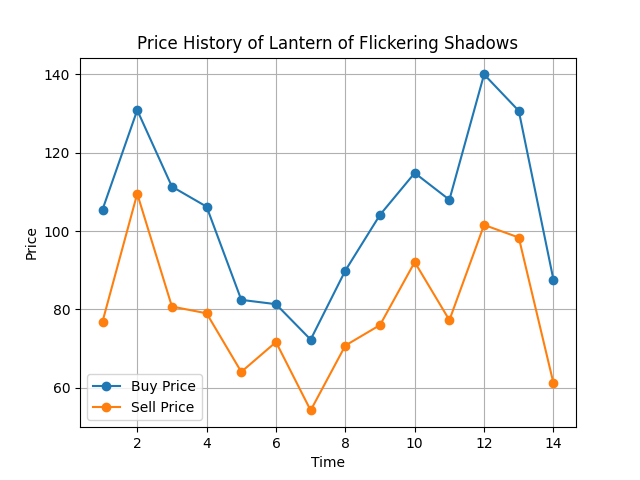 Price History of Lantern of Flickering Shadows
140
120
100
80
60
Price
Buy Price
Sell Price
2 4 6 8 10 12 14
Time